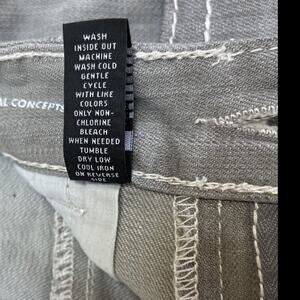 WASH
INSIDE OUT
MACHINE
WASH COLD
GENTLE
CYCLE
WITH LIKE
COLORS
ONLY NON-
CHLORINE
BLEACH
WHEN NEEDED
TUMBLE
DRY LOW
COOL IRON
ON REVERSE
SIDE
AL CONCEPTS